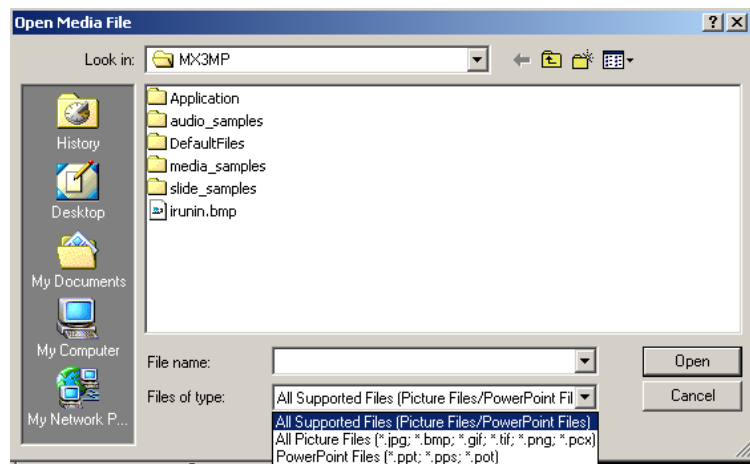 Open Media File
Look in: MX3MP
Application
audio_samples
DefaultFiles
media_samples
slide_samples
irunin.bmp
History
Desktop
My Documents
My Computer
My Network P...
File name:
Open
Files of type: All Supported Files (Picture Files/PowerPoint Fil
Cancel
All Supported Files (Picture Files/PowerPoint Files)
All Picture Files (*.jpg; *.bmp; *.gif; *.tif; *.png; *.pcx)
PowerPoint Files (*.ppt; *.pps; *.pot)